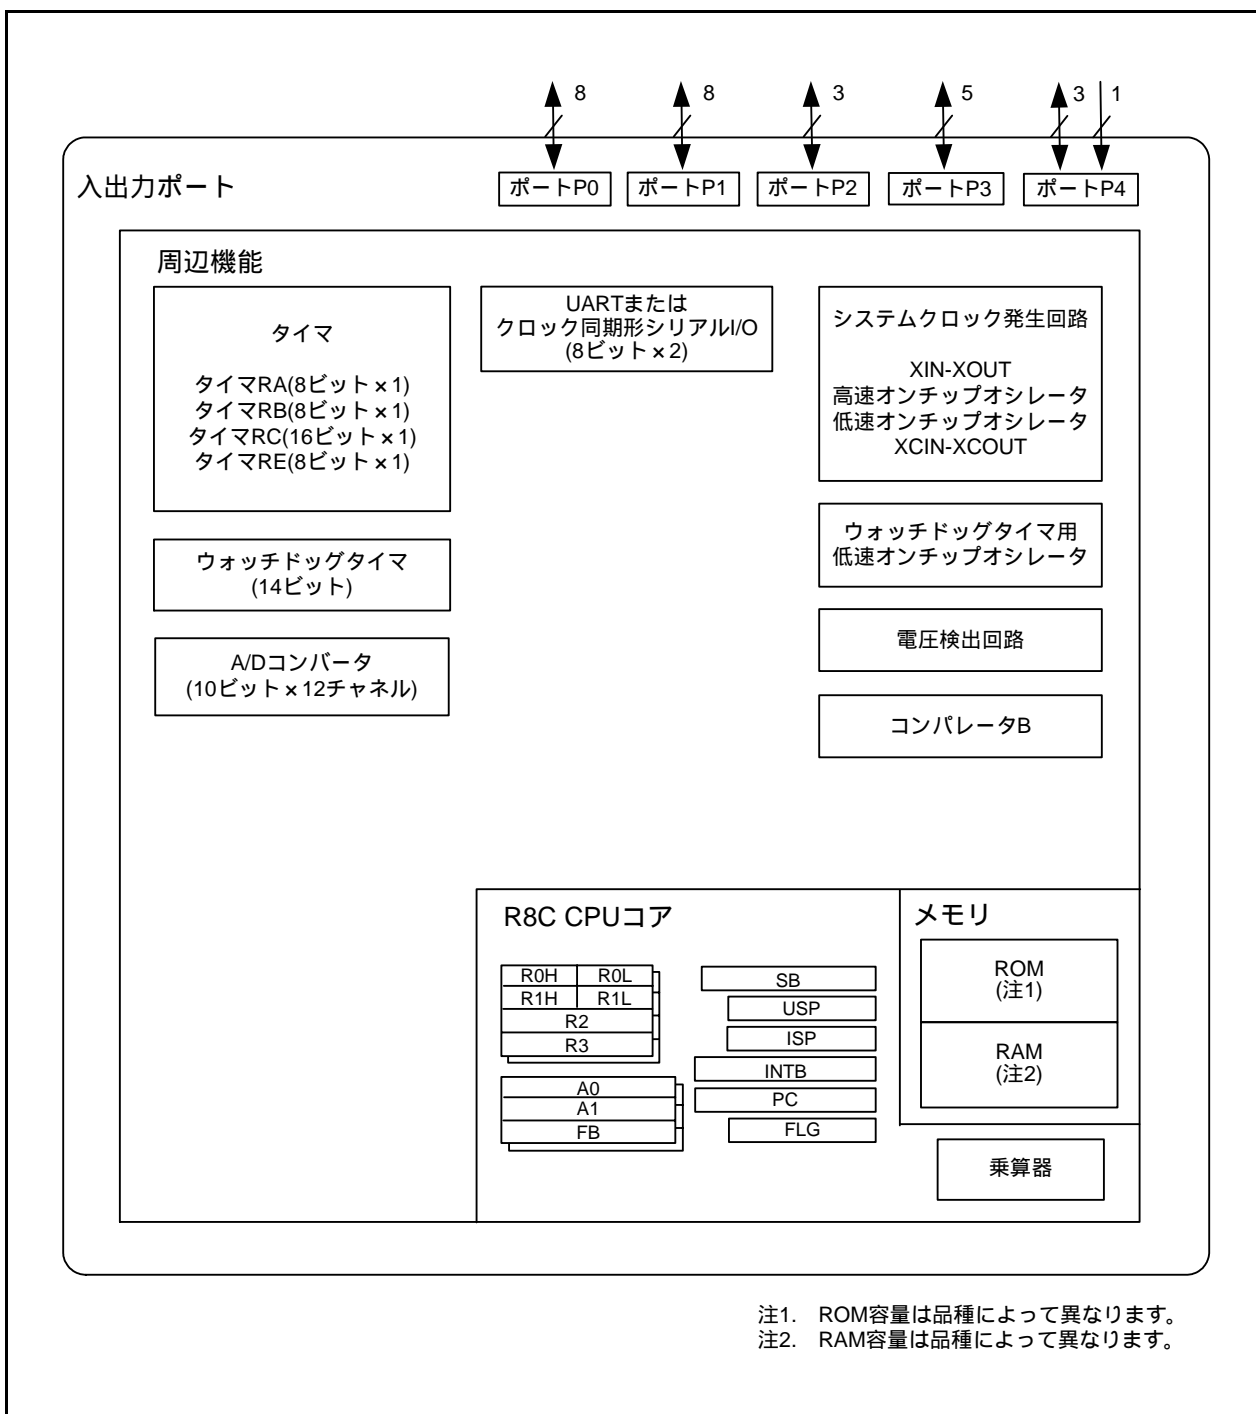 8
8
3
5
3
1
入出力ポート
ポートP0
ポートP1
ポートP2
ポートP3
ポートP4
周辺機能
タイマ
タイマRA(8ビット×1)
タイマRB(8ビット×1)
タイマRC(16ビット×1)
タイマRE(8ビット×1)
ウォッチドッグタイマ
(14ビット)
A/Dコンバータ
(10ビット×12チャネル)
UARTまたは
クロック同期形シリアルI/O
(8ビット×2)
システムクロック発生回路
XIN-XOUT
高速オンチップオシレータ
低速オンチップオシレータ
XCIN-XCOUT
ウォッチドッグタイマ用
低速オンチップオシレータ
電圧検出回路
コンパレータB
R8C CPUコア
R0H
R0L
R1H
R1L
R2
R3
A0
A1
FB
SB
USP
ISP
INTB
PC
FLG
メモリ
ROM
(注1)
RAM
(注2)
乗算器
注1. ROM容量は品種によって異なります。
注2. RAM容量は品種によって異なります。